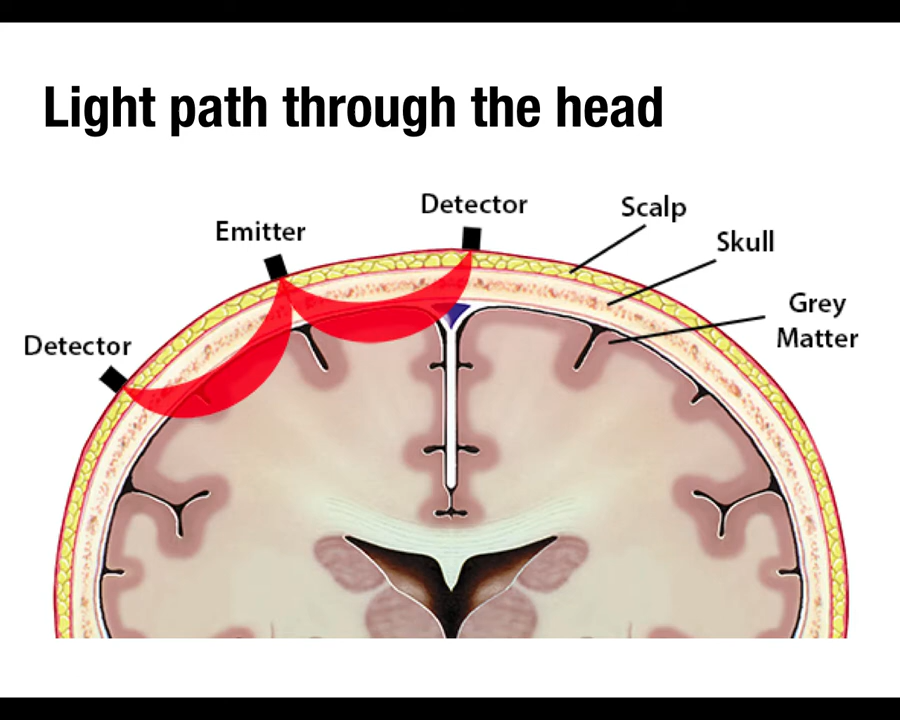 Light path through the head
Detector
Emitter
Scalp
Skull
Grey
Matter
Detector